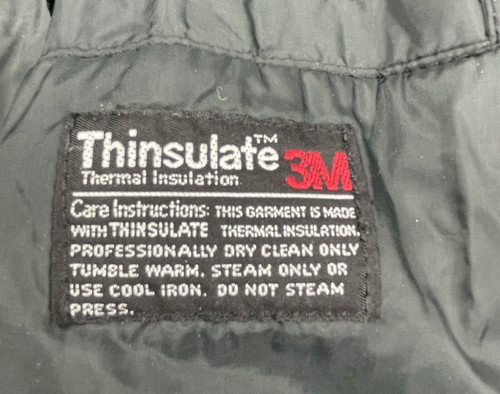 Thinsulate™ 3M
Thermal Insulation
Care Instructions: THIS GARMENT IS MADE
WITH THINSULATE THERMAL INSULATION.
PROFESSIONALLY DRY CLEAN ONLY
TUMBLE WARM. STEAM ONLY OR
USE COOL IRON. DO NOT STEAM
PRESS.